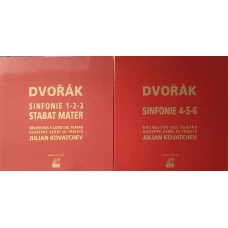 DVOŘÁK
SINFONIE 1-2-3
STABAT MATER
ORCHESTRA E CORO DEL TEATRO
GIUSEPPE VERDI DI TRIESTE
JULIAN KOVATCHEV
DVOŘÁK
SINFONIE 4-5-6
ORCHESTRA DEL TEATRO
GIUSEPPE VERDI DI TRIESTE
JULIAN KOVATCHEV